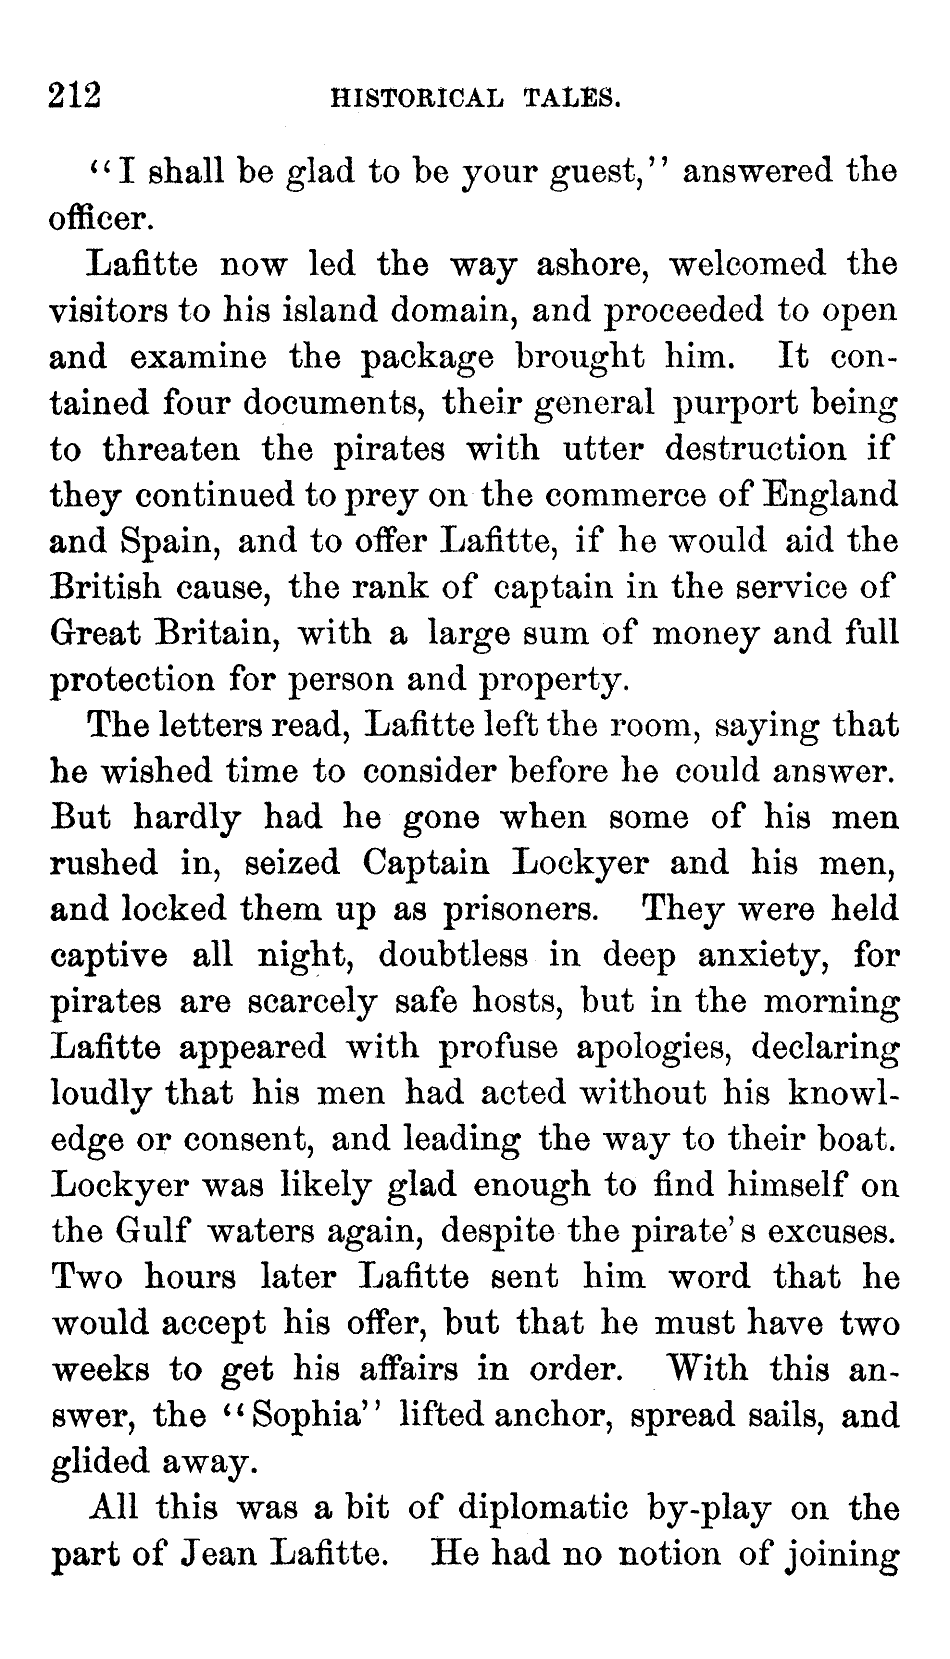 212 HISTORICAL TALES.
“I shall be glad to be your guest,” answered the
officer.
Lafitte now led the way ashore, welcomed the
visitors to his island domain, and proceeded to open
and examine the package brought him. It con-
tained four documents, their general purport being
to threaten the pirates with utter destruction if
they continued to prey on the commerce of England
and Spain, and to offer Lafitte, if he would aid the
British cause, the rank of captain in the service of
Great Britain, with a large sum of money and full
protection for person and property.
The letters read, Lafitte left the room, saying that
he wished time to consider before he could answer.
But hardly had he gone when some of his men
rushed in, seized Captain Lockyer and his men,
and locked them up as prisoners. They were held
captive all night, doubtless in deep anxiety, for
pirates are scarcely safe hosts, but in the morning
Lafitte appeared with profuse apologies, declaring
loudly that his men had acted without his knowl-
edge or consent, and leading the way to their boat.
Lockyer was likely glad enough to find himself on
the Gulf waters again, despite the pirate’s excuses.
Two hours later Lafitte sent him word that he
would accept his offer, but that he must have two
weeks to get his affairs in order. With this an-
swer, the “Sophia” lifted anchor, spread sails, and
glided away.
All this was a bit of diplomatic by-play on the
part of Jean Lafitte. He had no notion of joining